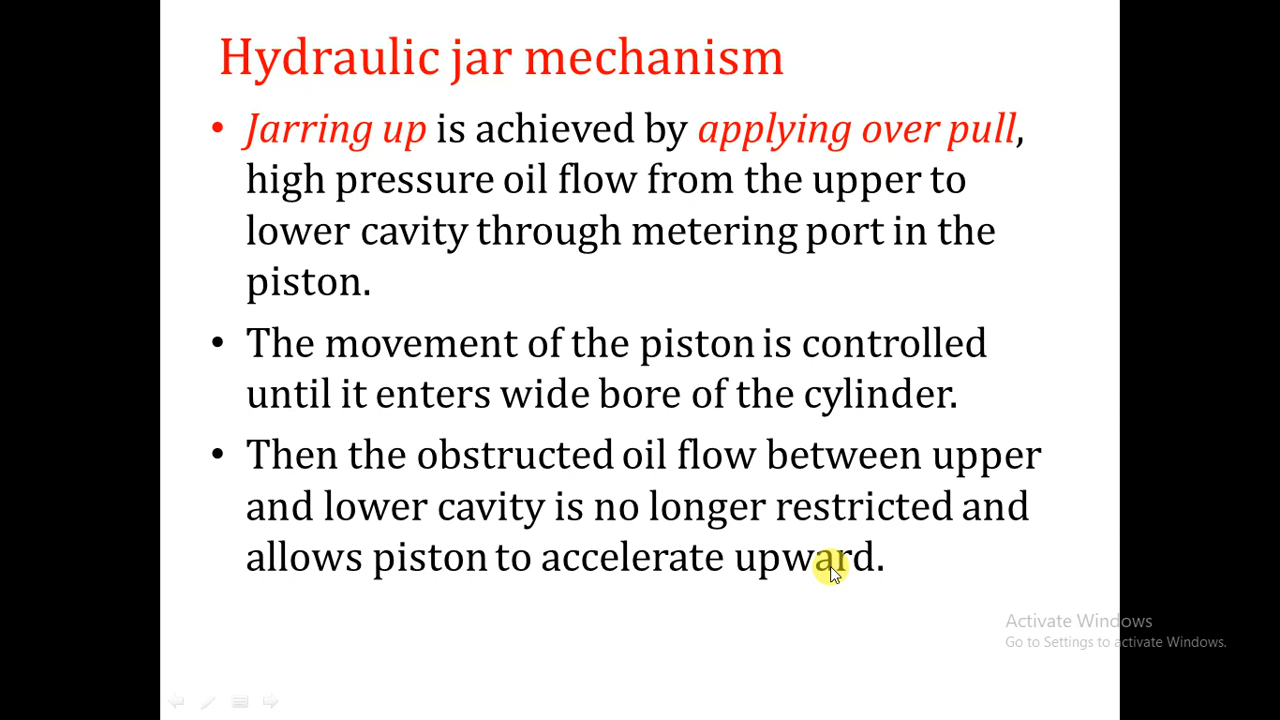 Hydraulic jar mechanism
• Jarring up is achieved by applying over pull,
high pressure oil flow from the upper to
lower cavity through metering port in the
piston.
• The movement of the piston is controlled
until it enters wide bore of the cylinder.
• Then the obstructed oil flow between upper
and lower cavity is no longer restricted and
allows piston to accelerate upward.
Activate Windows
Go to Settings to activate Windows.